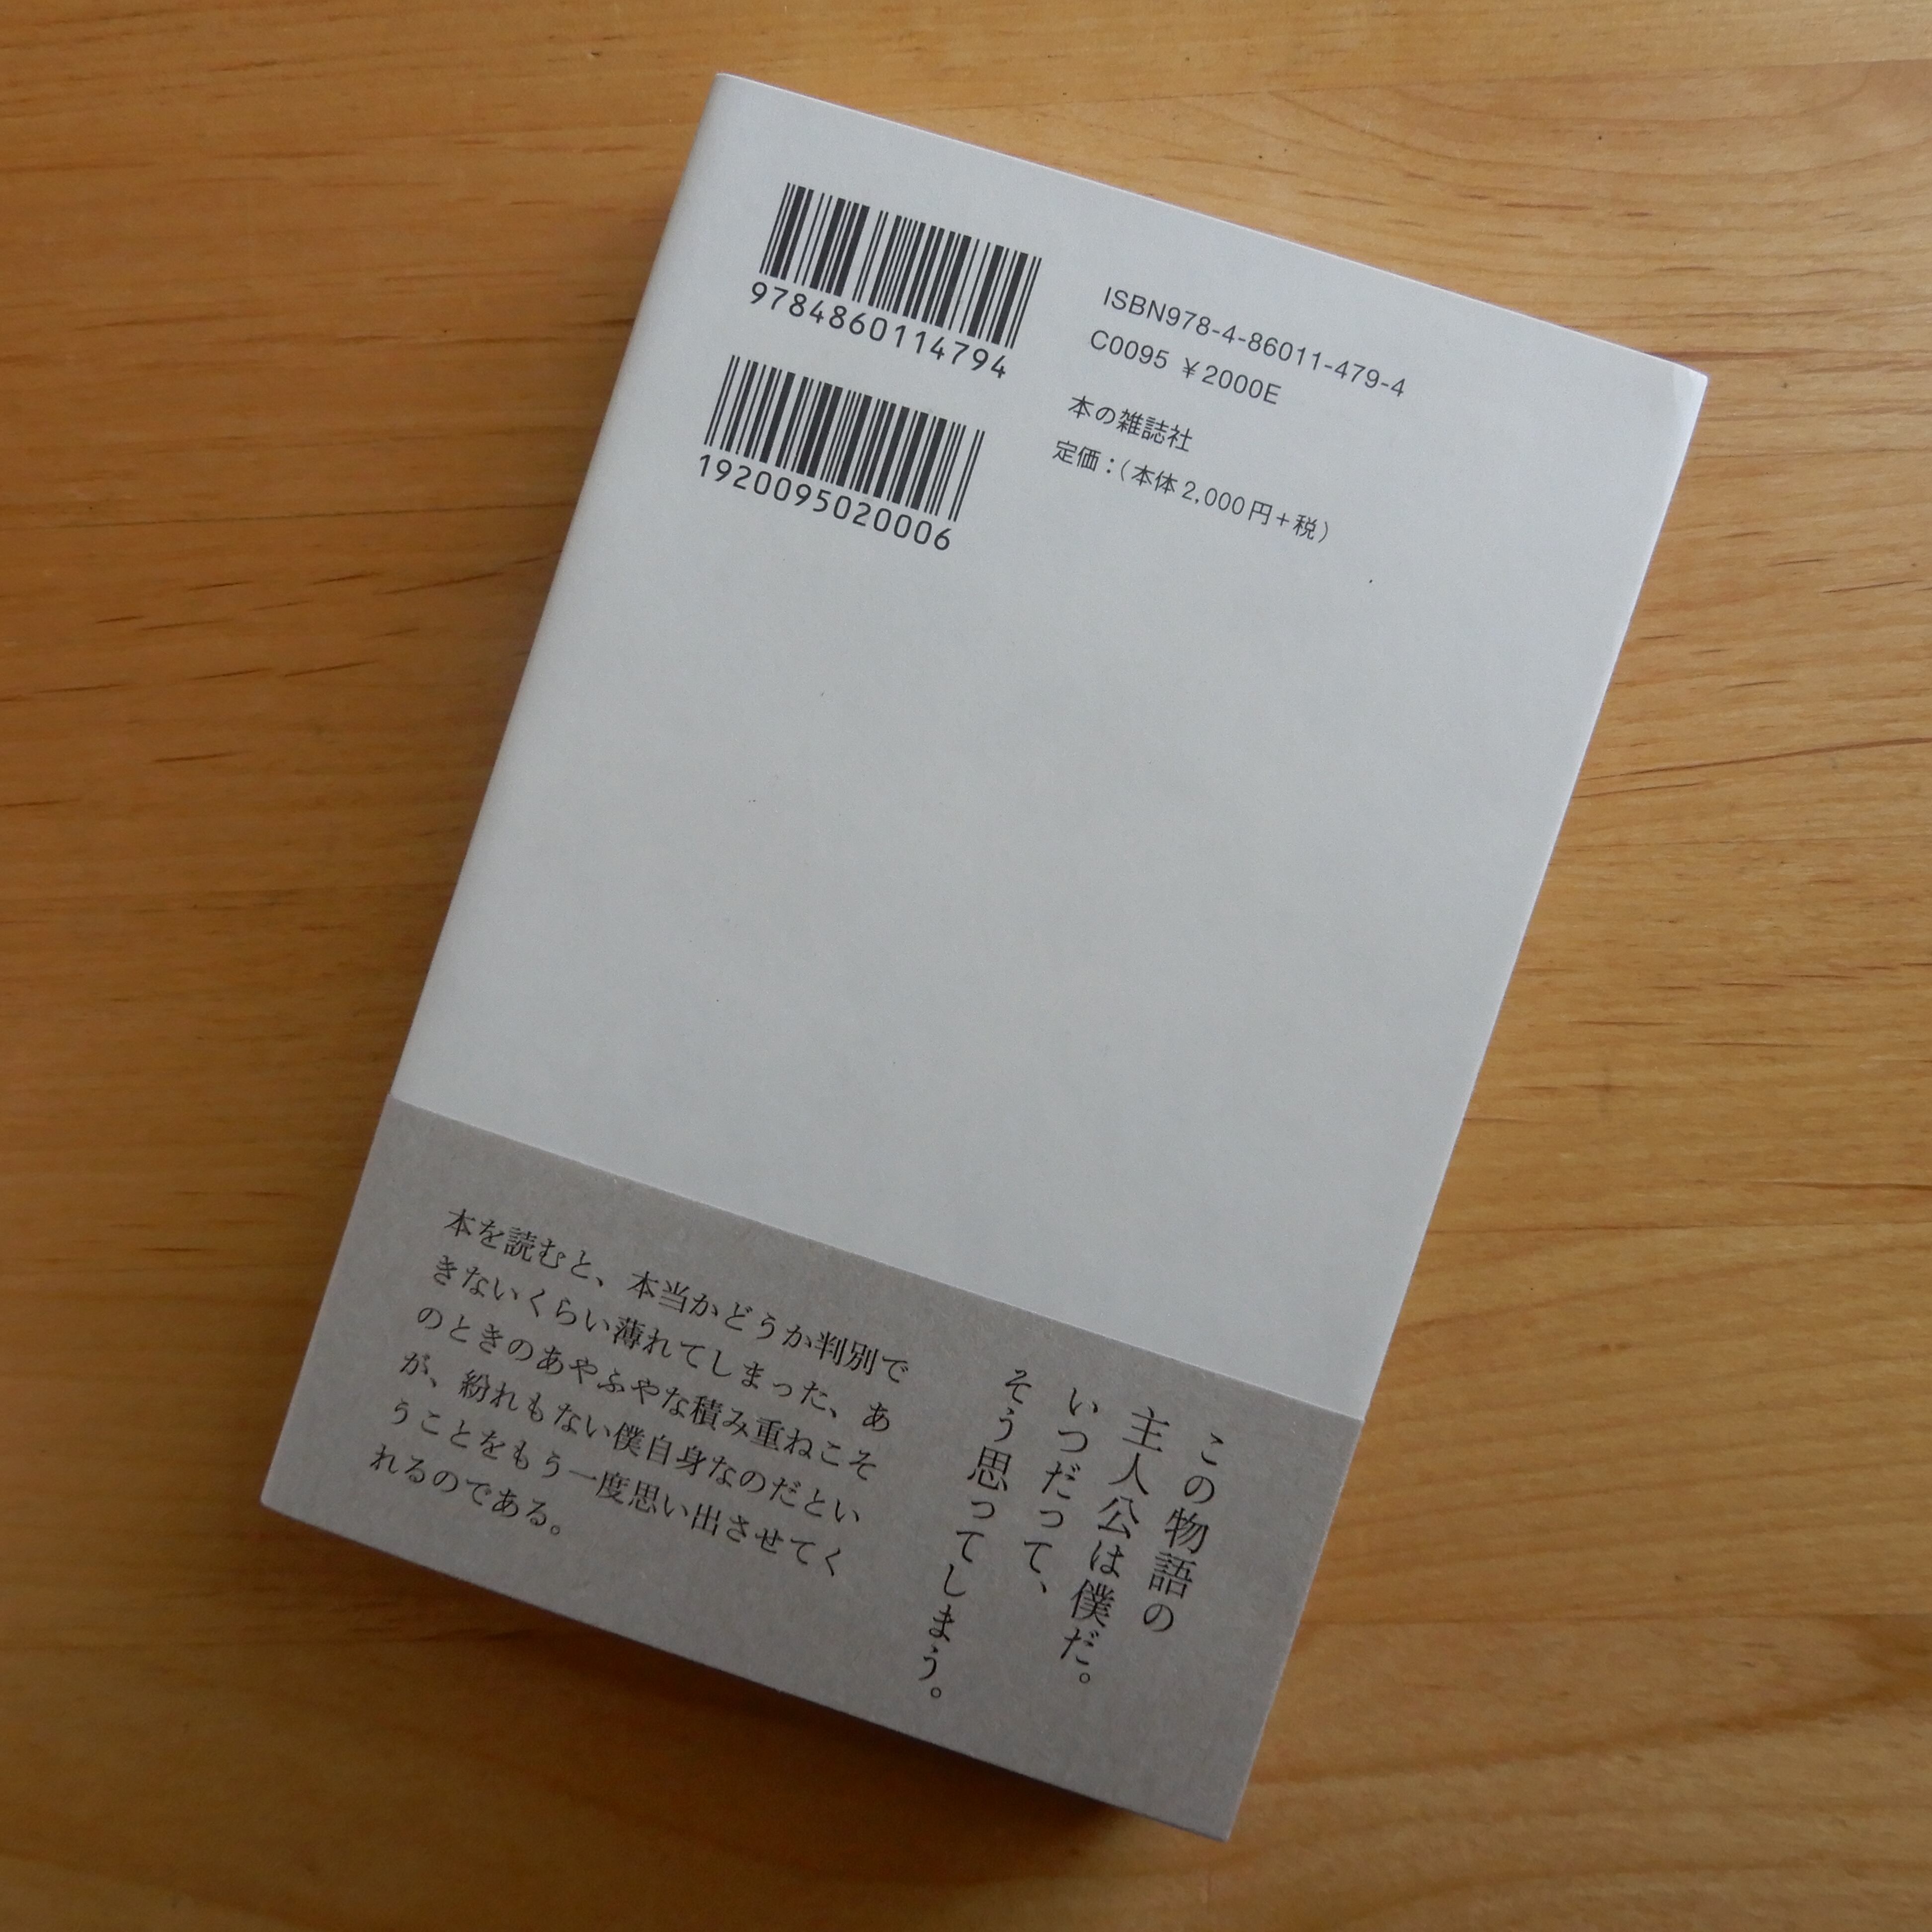 9784860114794
1920095020006
ISBN978-4-86011-479-4
C0095 ¥2000E
本の雑誌社
定価：（本体2,000円＋税）
この物語の
主人公は僕だ。
いつだって、
そう思ってしまう。
本を読むと、本当かどうか判別で
きないくらい薄れてしまった、あ
のときのあやふやな積み重ねこそ
が、紛れもない僕自身なのだとい
うことをもう一度思い出させてく
れるのである。